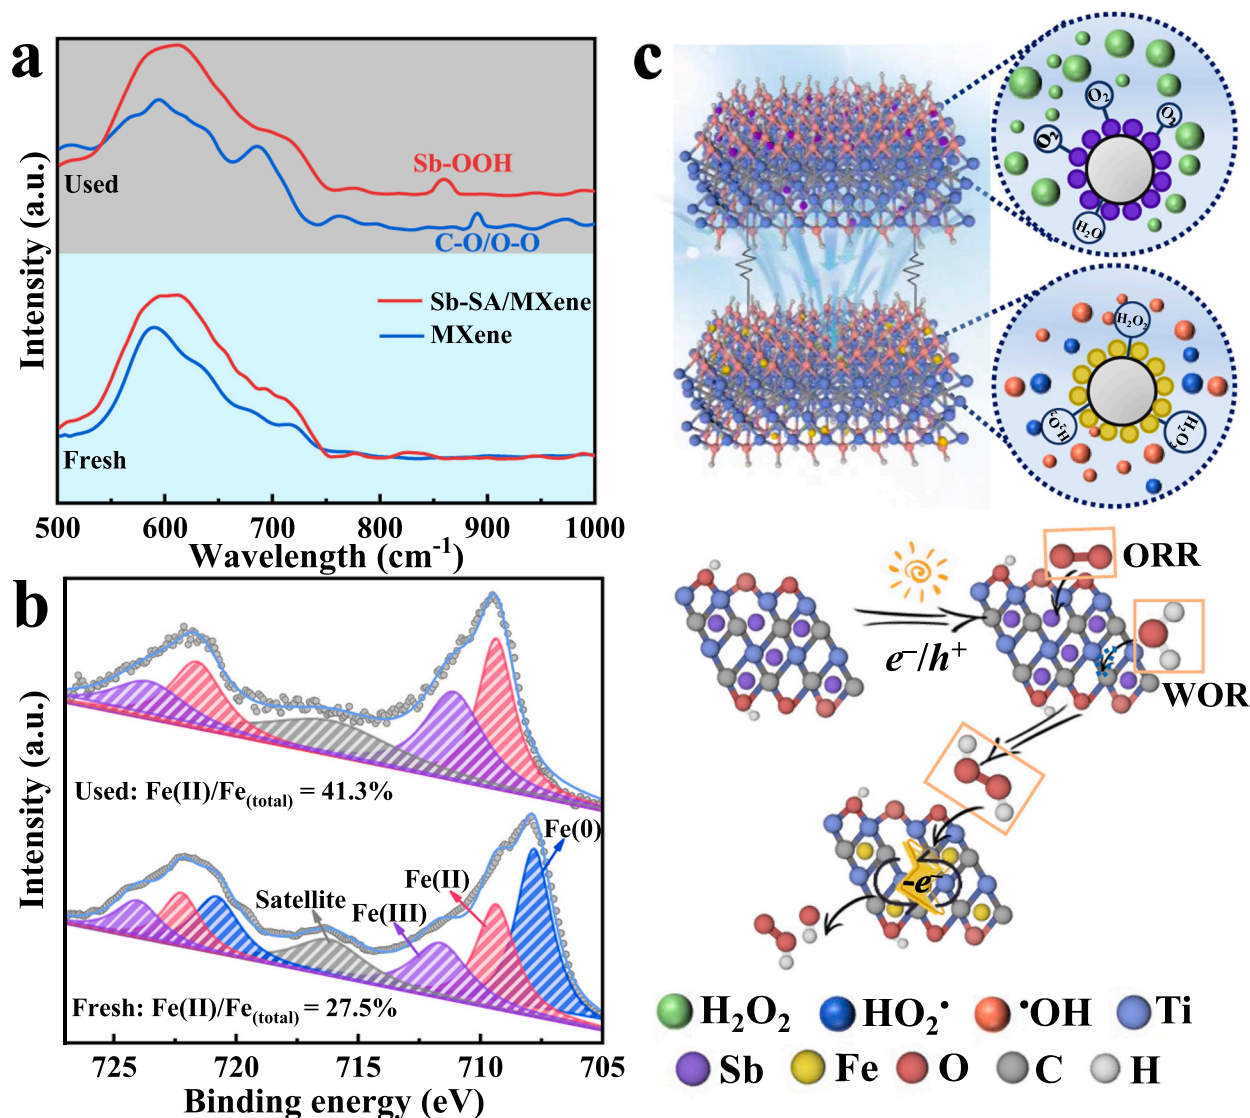 a
Intensity (a.u.)
Used
Sb-OOH
C-O/O-O
Sb-SA/MXene
MXene
Fresh
500 600 700 800 900 1000
Wavelength (cm⁻¹)
b
Intensity (a.u.)
Used: Fe(II)/Fe(total) = 41.3%
Fe(0)
Fe(II)
Satellite
Fe(III)
Fresh: Fe(II)/Fe(total) = 27.5%
725 720 715 710 705
Binding energy (eV)
c
O₂
O₂
O₂
H₂O
H₂O₂
H₂O₂
H₂O₂
ORR
e⁻/h⁺
WOR
-e⁻
H₂O₂ HO₂• •OH Ti
Sb Fe O C H